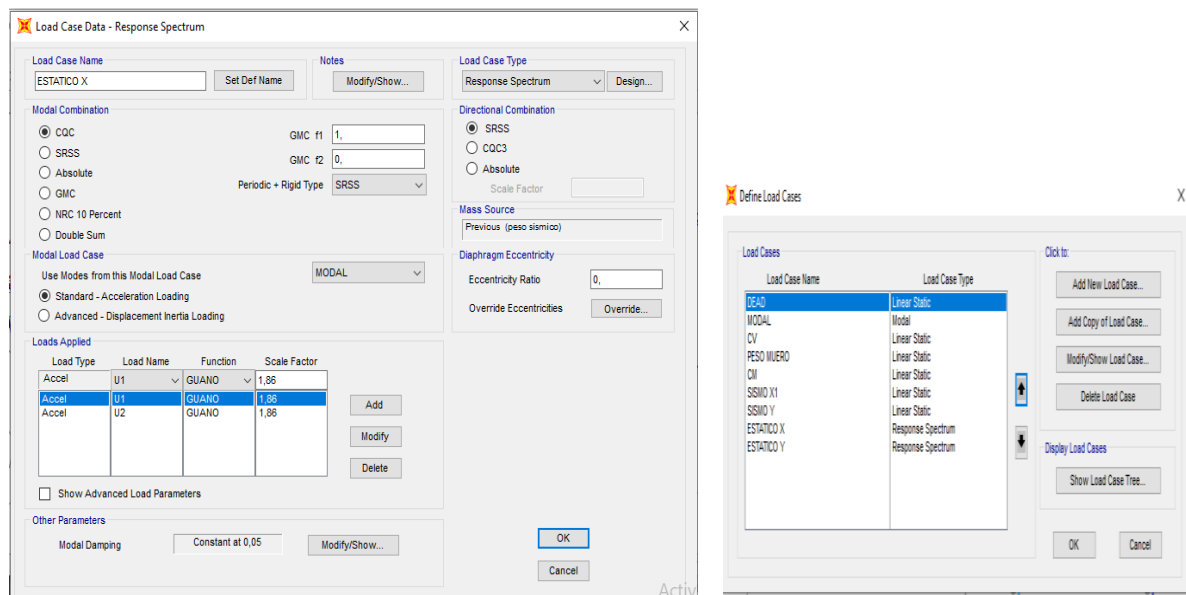 Load Case Data - Response Spectrum
Load Case Name
ESTATICO X
Set Def Name
Notes
Modify/Show...
Load Case Type
Response Spectrum
Design...
Modal Combination
CQC
SRSS
Absolute
GMC
NRC 10 Percent
Double Sum
GMC f1 1,
GMC f2 0,
Periodic + Rigid Type SRSS
Directional Combination
SRSS
CQC3
Absolute
Scale Factor
Mass Source
Previous (peso sismico)
Modal Load Case
Use Modes from this Modal Load Case MODAL
Standard - Acceleration Loading
Advanced - Displacement Inertia Loading
Diaphragm Eccentricity
Eccentricity Ratio 0,
Override Eccentricities Override...
Loads Applied
Load Type Load Name Function Scale Factor
Accel U1 GUANO 1,86
Accel U1 GUANO 1,86
Accel U2 GUANO 1,86
Add
Modify
Delete
Show Advanced Load Parameters
Other Parameters
Modal Damping Constant at 0,05 Modify/Show...
OK
Cancel
Activ
Define Load Cases
X
Load Cases
Load Case Name Load Case Type
DEAD Linear Static
MODAL Modal
CV Linear Static
PESO MUERO Linear Static
CM Linear Static
SISMO X1 Linear Static
SISMO Y Linear Static
ESTATICO X Response Spectrum
ESTATICO Y Response Spectrum
Click to:
Add New Load Case...
Add Copy of Load Case...
Modify/Show Load Case...
Delete Load Case
Display Load Cases
Show Load Case Tree...
OK
Cancel